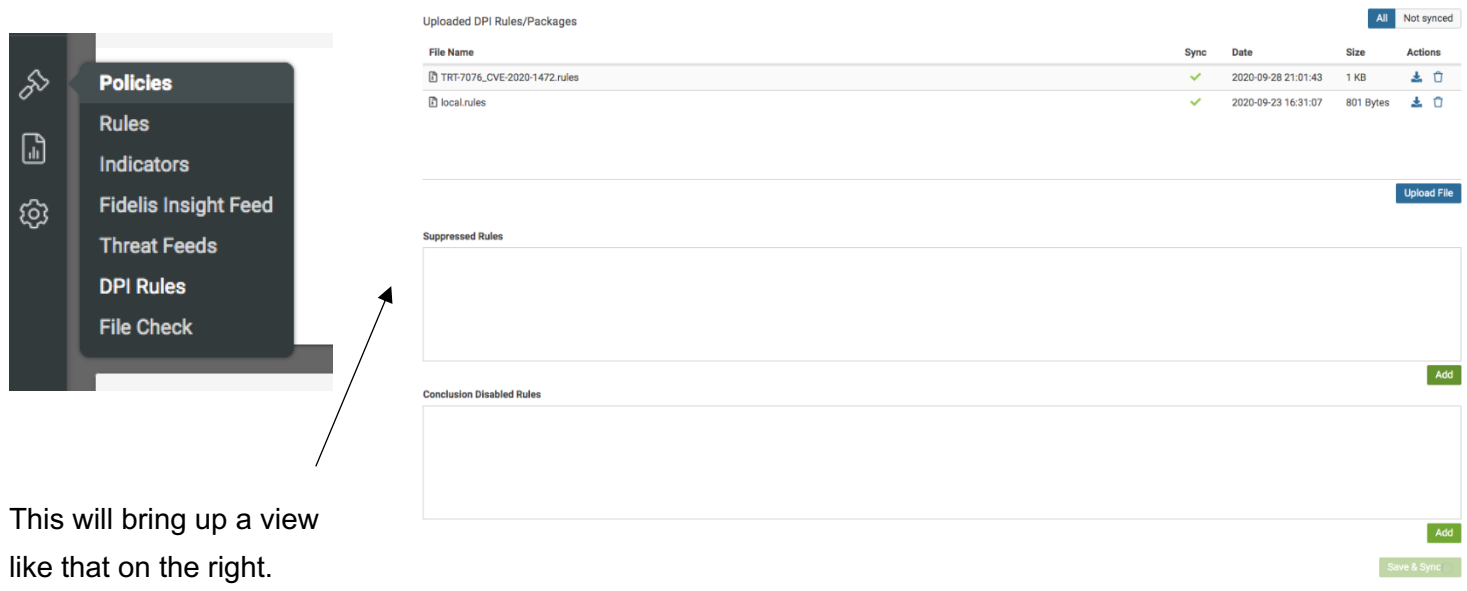 Policies
Rules
Indicators
Fidelis Insight Feed
Threat Feeds
DPI Rules
File Check
This will bring up a view
like that on the right.
Uploaded DPI Rules/Packages
All Not synced
File Name Sync Date Size Actions
TRT-7076_CVE-2020-1472.rules 2020-09-28 21:01:43 1 KB
local.rules 2020-09-23 16:31:07 801 Bytes
Upload File
Suppressed Rules
Add
Conclusion Disabled Rules
Add
Save & Sync